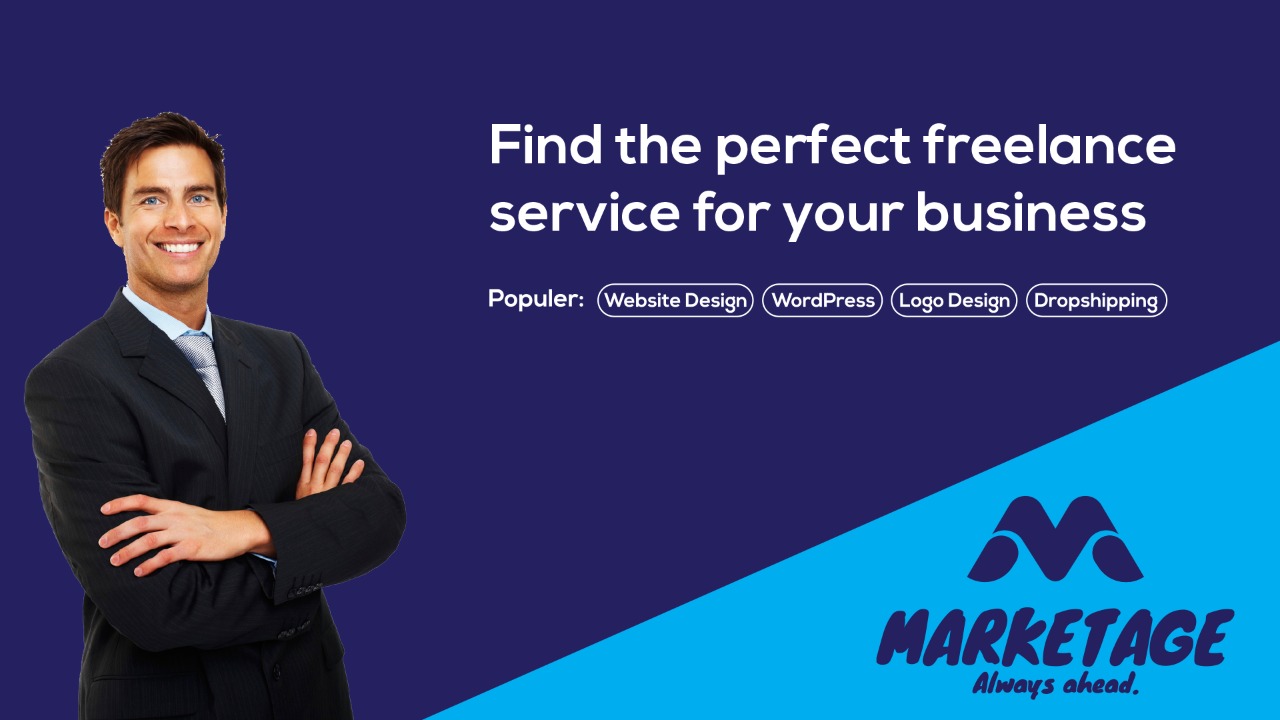 Find the perfect freelance
service for your business
Populer: Website Design WordPress Logo Design Dropshipping
MARKETAGE
Always ahead.